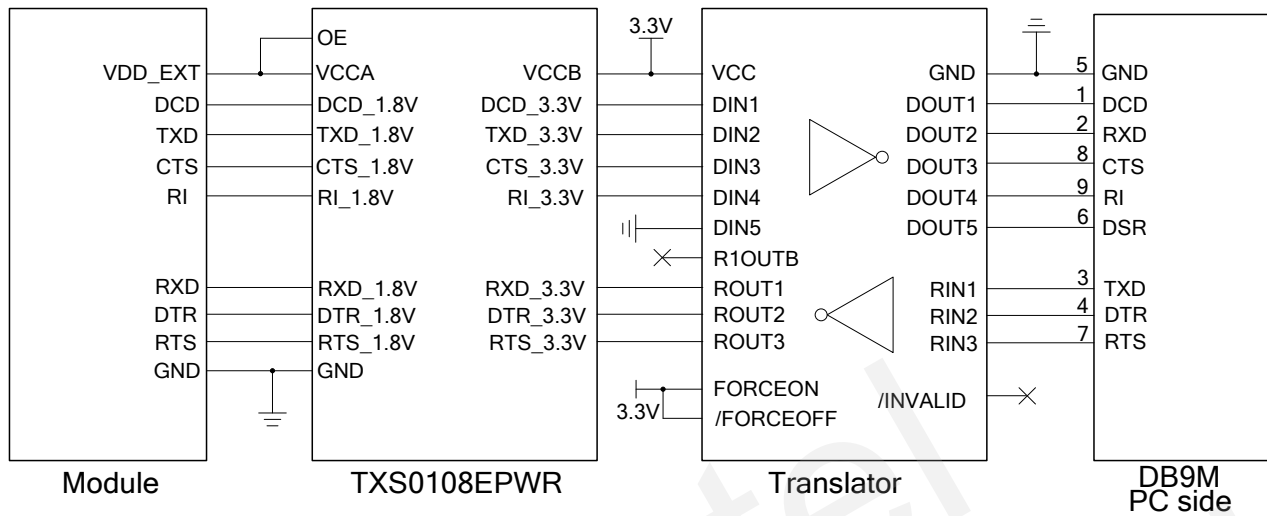 3.3V
OE
VDD_EXT VCCA VCCB VCC GND 5 GND
DCD DCD_1.8V DCD_3.3V DIN1 DOUT1 1 DCD
TXD TXD_1.8V TXD_3.3V DIN2 DOUT2 2 RXD
CTS CTS_1.8V CTS_3.3V DIN3 DOUT3 8 CTS
RI RI_1.8V RI_3.3V DIN4 DOUT4 9 RI
DIN5 DOUT5 6 DSR
R1OUTB
RXD RXD_1.8V RXD_3.3V ROUT1 RIN1 3 TXD
DTR DTR_1.8V DTR_3.3V ROUT2 RIN2 4 DTR
RTS RTS_1.8V RTS_3.3V ROUT3 RIN3 7 RTS
GND GND
FORCEON
/INVALID
3.3V /FORCEOFF
Module TXS0108EPWR Translator DB9M
PC side